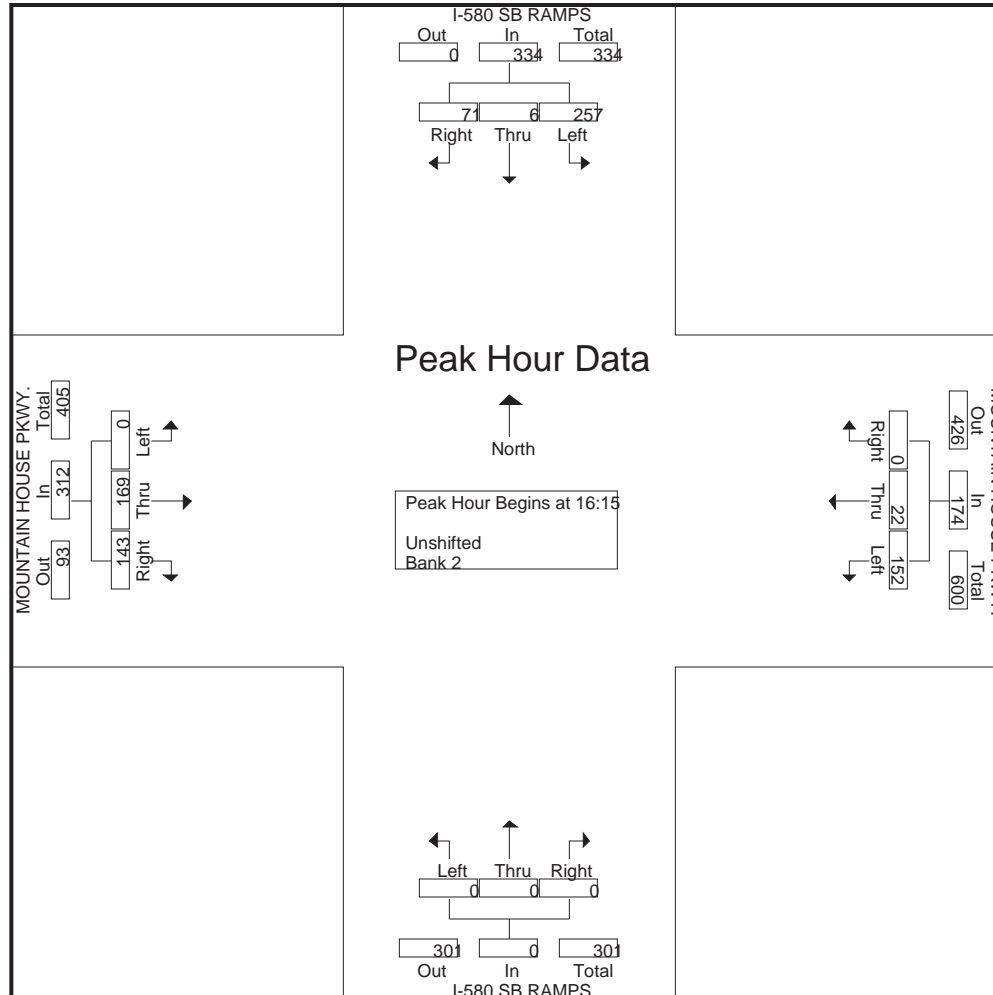 I-580 SB RAMPS
Out In Total
0 334 334
71 6 257
Right Thru Left
Peak Hour Data
North
Peak Hour Begins at 16:15
Unshifted
Bank 2
MOUNTAIN HOUSE PKWY.
Out In Total
93 312 405
143 169 0
Right Thru Left
Right Thru Left
0 22 152
426 174 600
Out In Total
Left Thru Right
0 0 0
301 0 301
Out In Total
I-580 SB RAMPS